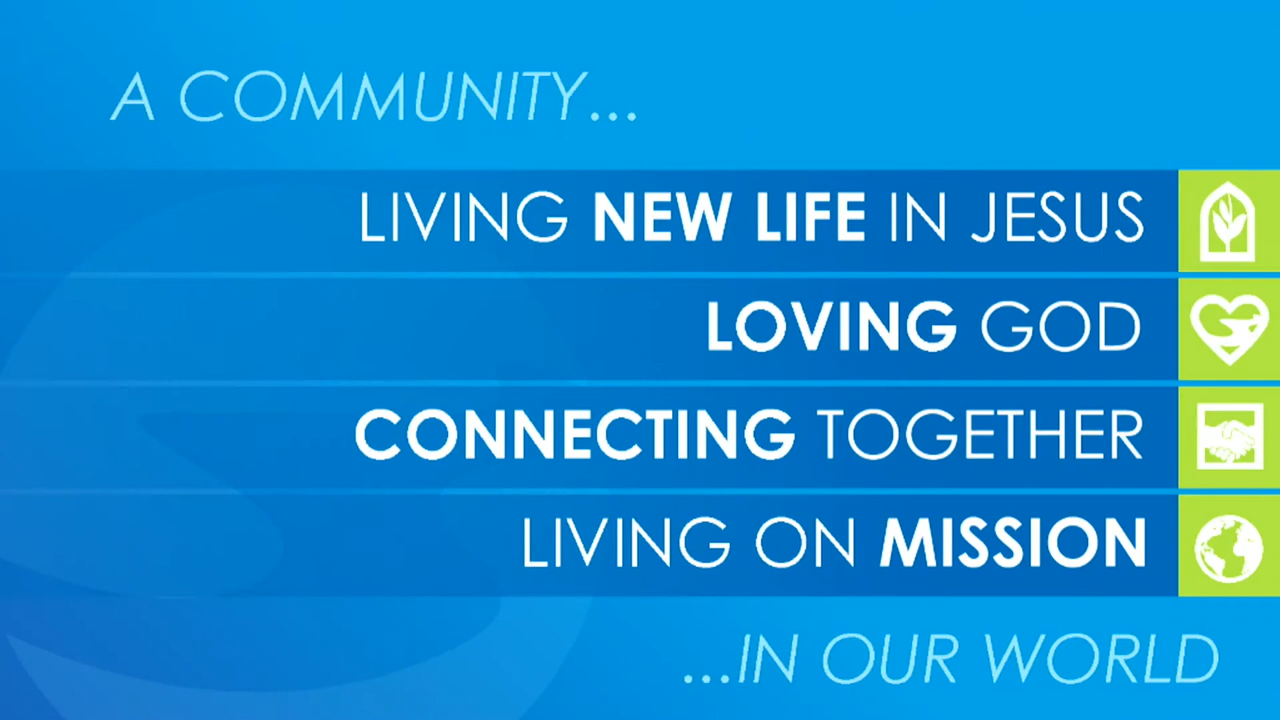 A COMMUNITY...
LIVING NEW LIFE IN JESUS
LOVING GOD
CONNECTING TOGETHER
LIVING ON MISSION
...IN OUR WORLD